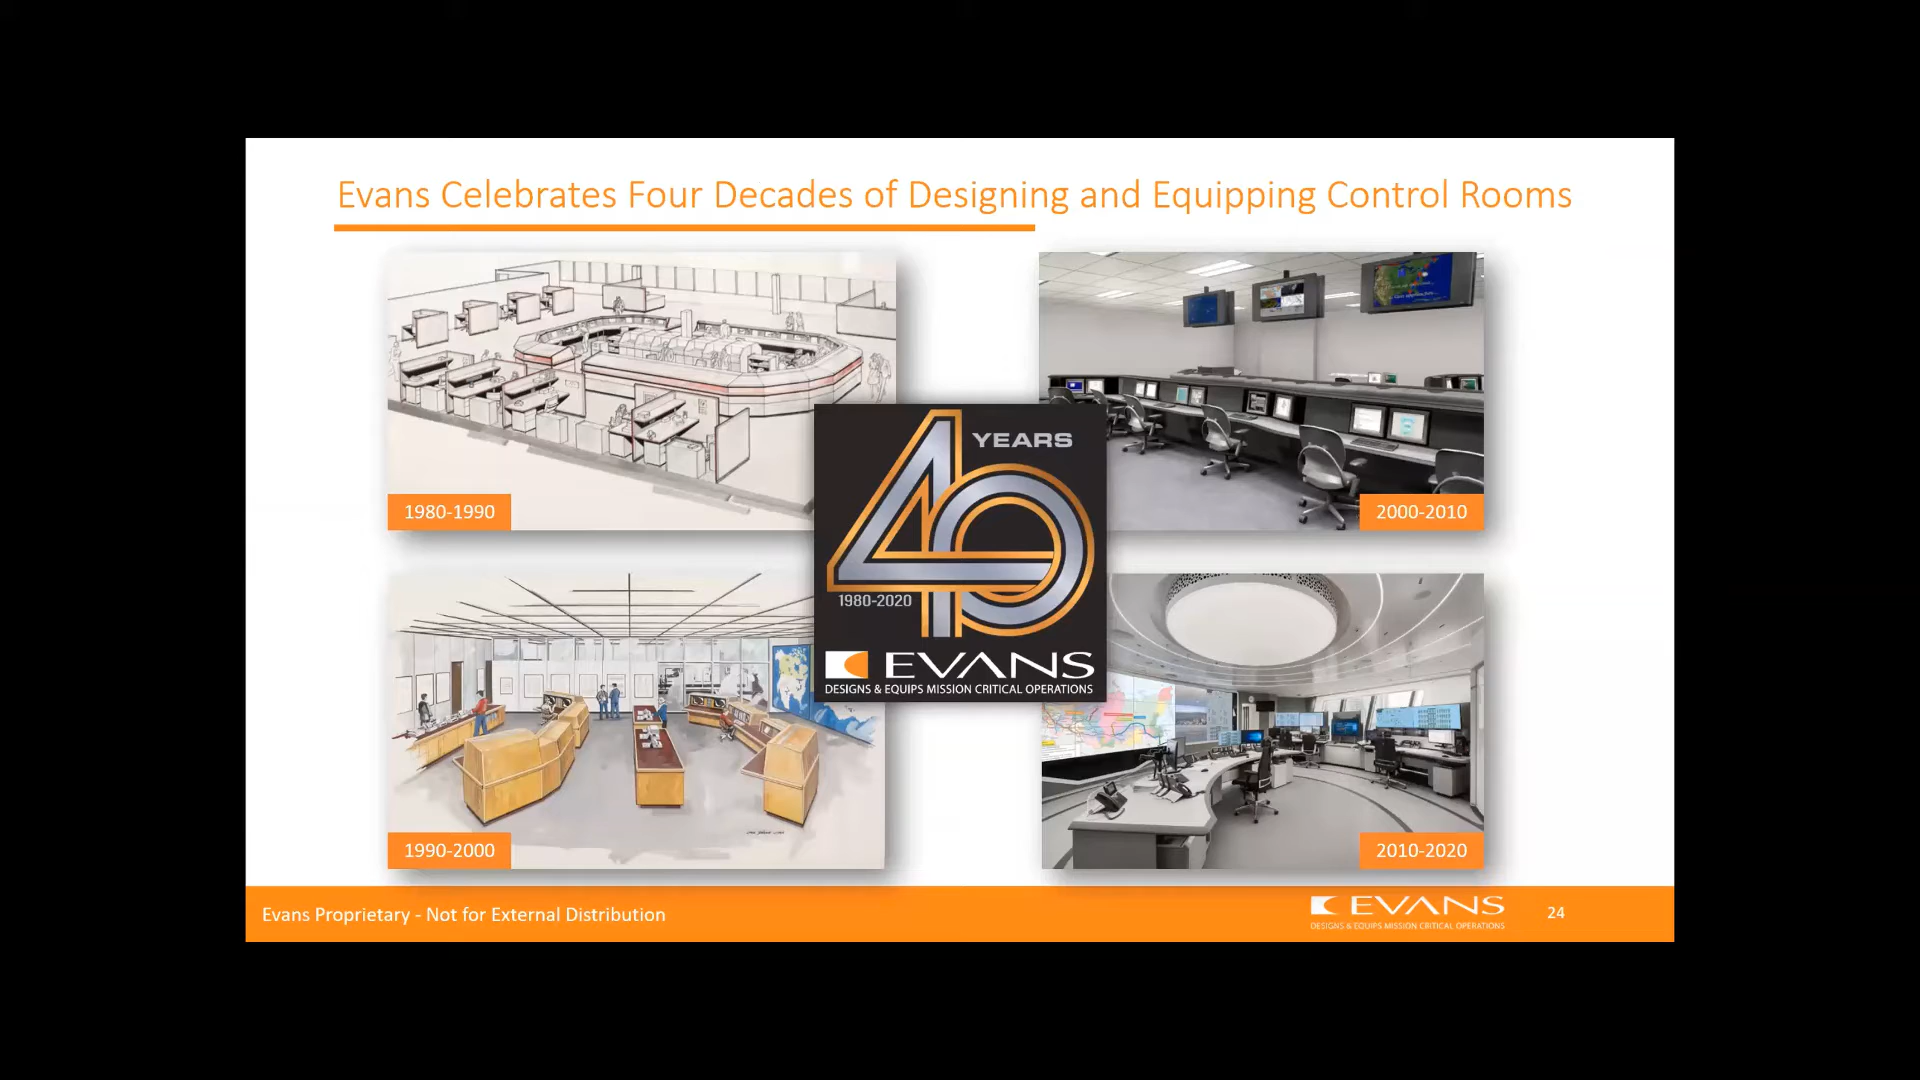 Evans Celebrates Four Decades of Designing and Equipping Control Rooms
1980-1990
2000-2010
YEARS
40
1980-2020
EVANS
DESIGNS & EQUIPS MISSION CRITICAL OPERATIONS
1990-2000
2010-2020
Evans Proprietary - Not for External Distribution
EVANS
DESIGNS & EQUIPS MISSION CRITICAL OPERATIONS
24